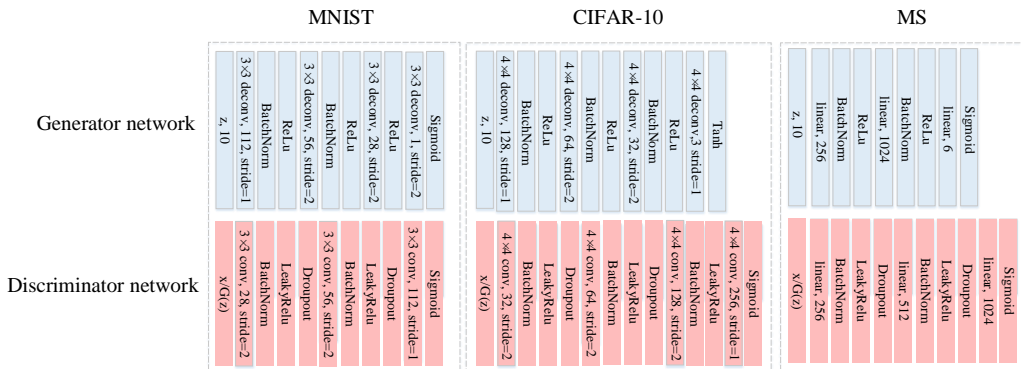 MNIST
CIFAR-10
MS
Generator network
z, 10
3×3 deconv, 112, stride=1
BatchNorm
ReLu
3×3 deconv, 56, stride=2
BatchNorm
ReLu
3×3 deconv, 28, stride=2
ReLu
3×3 deconv, 1, stride=2
Sigmoid
z, 10
4×4 deconv, 128, stride=1
BatchNorm
ReLu
4×4 deconv, 64, stride=2
BatchNorm
ReLu
4×4 deconv, 32, stride=2
BatchNorm
ReLu
4×4 deconv,3 stride=1
Tanh
z, 10
linear, 256
BatchNorm
ReLu
linear, 1024
BatchNorm
ReLu
linear, 6
Sigmoid
Discriminator network
x/G(z)
3×3 conv, 28, stride=2
BatchNorm
LeakyRelu
Droupout
3×3 conv, 56, stride=2
BatchNorm
LeakyRelu
Droupout
3×3 conv, 112, stride=1
Sigmoid
x/G(z)
4×4 conv, 32, stride=2
BatchNorm
LeakyRelu
Droupout
4×4 conv, 64, stride=2
BatchNorm
LeakyRelu
Droupout
4×4 conv, 128, stride=2
BatchNorm
LeakyRelu
4×4 conv, 256, stride=1
Sigmoid
x/G(z)
linear, 256
BatchNorm
LeakyRelu
Droupout
linear, 512
BatchNorm
LeakyRelu
Droupout
linear, 1024
Sigmoid